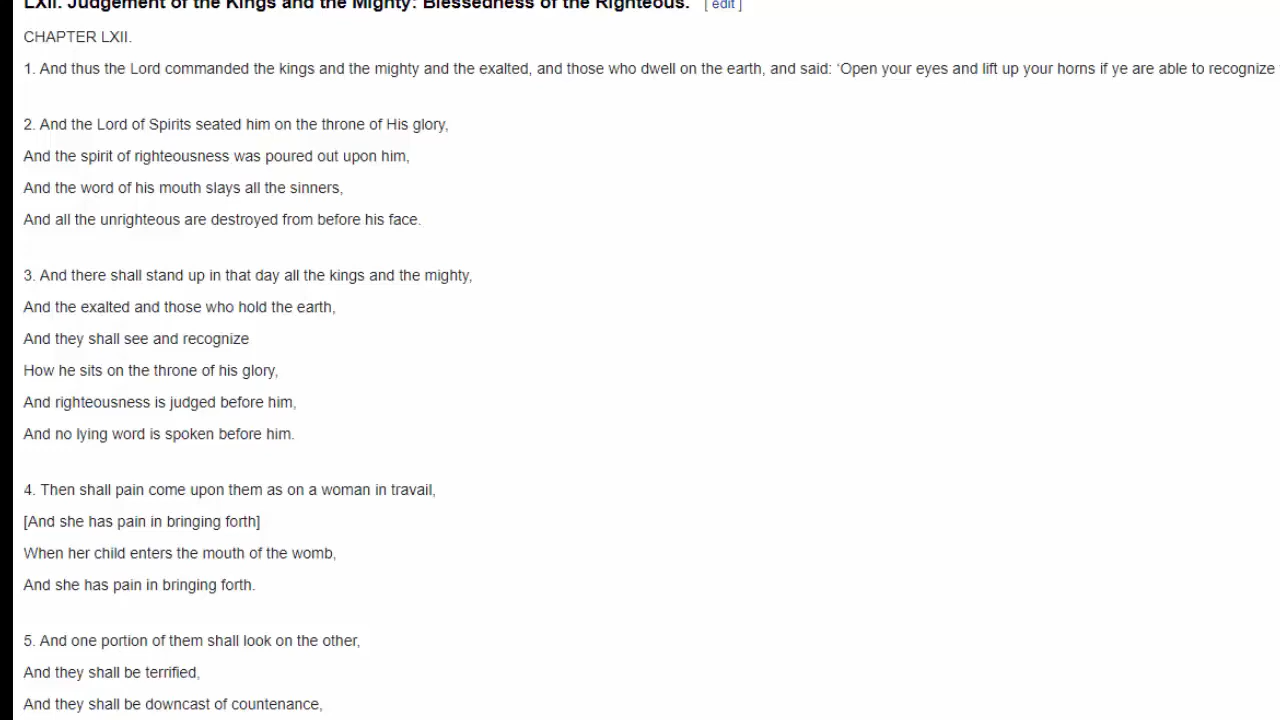 LXII. Judgement of the Kings and the Mighty: Blessedness of the Righteous. [ edit ]
CHAPTER LXII.
1. And thus the Lord commanded the kings and the mighty and the exalted, and those who dwell on the earth, and said: ‘Open your eyes and lift up your horns if ye are able to recognize
2. And the Lord of Spirits seated him on the throne of His glory,
And the spirit of righteousness was poured out upon him,
And the word of his mouth slays all the sinners,
And all the unrighteous are destroyed from before his face.
3. And there shall stand up in that day all the kings and the mighty,
And the exalted and those who hold the earth,
And they shall see and recognize
How he sits on the throne of his glory,
And righteousness is judged before him,
And no lying word is spoken before him.
4. Then shall pain come upon them as on a woman in travail,
[And she has pain in bringing forth]
When her child enters the mouth of the womb,
And she has pain in bringing forth.
5. And one portion of them shall look on the other,
And they shall be terrified,
And they shall be downcast of countenance,